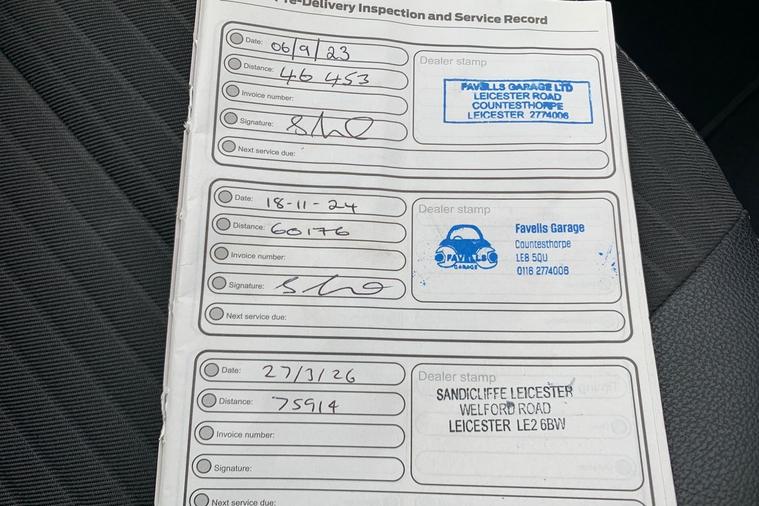 Pre-Delivery Inspection and Service Record
Date: 06/9/23
Distance: 46 453
Invoice number:
Signature:
Next service due:
Dealer stamp
FAVELLS GARAGE LTD
LEICESTER ROAD
COUNTESTHORPE
LEICESTER 2774006
Date: 18-11-24
Distance: 60176
Invoice number:
Signature:
Next service due:
Dealer stamp
FAVELLS
GARAGE
Favells Garage
Countesthorpe
LE8 5QU
0116 2774006
Date: 27/3/26
Distance: 75914
Invoice number:
Signature:
Next service due:
Dealer stamp
SANDICLIFFE LEICESTER
WELFORD ROAD
LEICESTER LE2 6BW